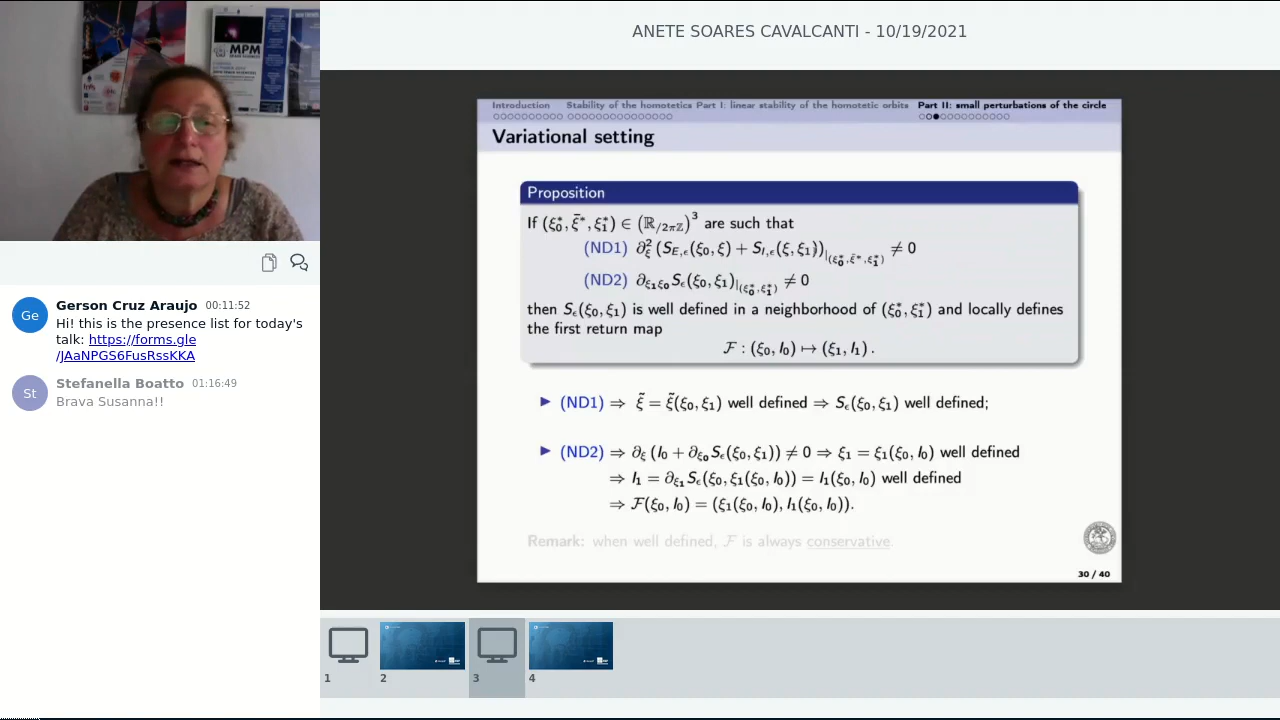 ANETE SOARES CAVALCANTI - 10/19/2021
MPM
Gerson Cruz Araujo 00:11:52
Ge
Hi! this is the presence list for today's
talk: https://forms.gle
/JAaNPGS6FusRssKKA
Stefanella Boatto 01:16:49
St
Brava Susanna!!
Introduction Stability of the homotetics Part I: linear stability of the homotetic orbits Part II: small perturbations of the circle
Variational setting
Proposition
If (ξ₀*, ξ̃*, ξ₁*) ∈ (ℝ/2πℤ)³ are such that
(ND1) ∂²_ξ (S_{E,ϵ}(ξ₀, ξ) + S_{I,ϵ}(ξ, ξ₁))|_(ξ₀*, ξ̃*, ξ₁*) ≠ 0
(ND2) ∂_{ξ₁ξ₀} S_ϵ(ξ₀, ξ₁)|_(ξ₀*, ξ₁*) ≠ 0
then S_ϵ(ξ₀, ξ₁) is well defined in a neighborhood of (ξ₀*, ξ₁*) and locally defines
the first return map
ℱ : (ξ₀, I₀) ↦ (ξ₁, I₁) .
▶ (ND1) ⇒ ξ̃ = ξ̃(ξ₀, ξ₁) well defined ⇒ S_ϵ(ξ₀, ξ₁) well defined;
▶ (ND2) ⇒ ∂_ξ (I₀ + ∂_{ξ₀} S_ϵ(ξ₀, ξ₁)) ≠ 0 ⇒ ξ₁ = ξ₁(ξ₀, I₀) well defined
⇒ I₁ = ∂_{ξ₁} S_ϵ(ξ₀, ξ₁(ξ₀, I₀)) = I₁(ξ₀, I₀) well defined
⇒ ℱ(ξ₀, I₀) = (ξ₁(ξ₀, I₀), I₁(ξ₀, I₀)).
Remark: when well defined, ℱ is always conservative.
30 / 40
1 2 3 4